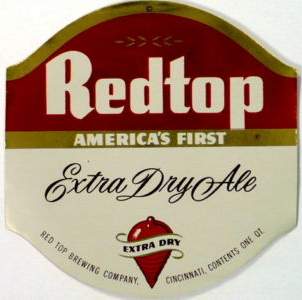 Redtop
AMERICA'S FIRST
Extra Dry Ale
EXTRA DRY
RED TOP BREWING COMPANY, CINCINNATI, CONTENTS ONE QT.